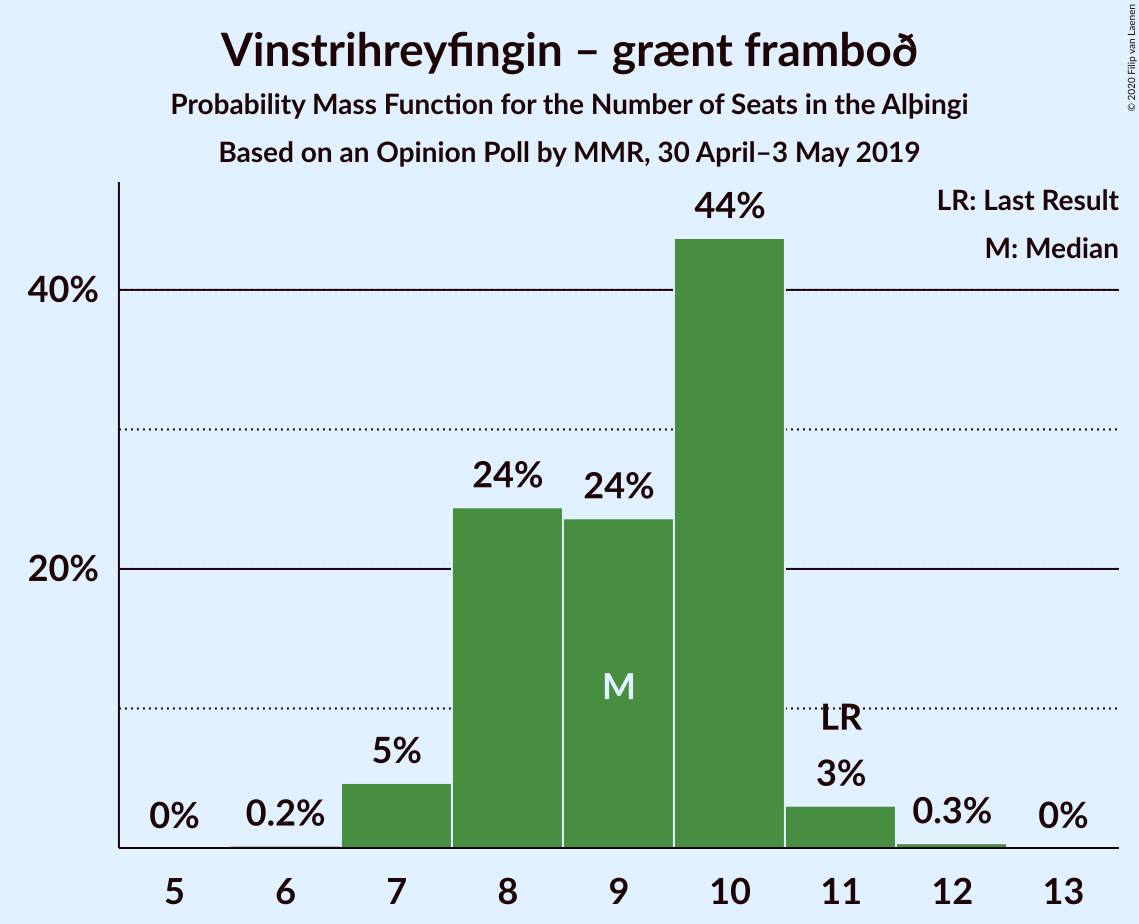 Vinstrihreyfingin – grænt framboð
Probability Mass Function for the Number of Seats in the Alþingi
Based on an Opinion Poll by MMR, 30 April–3 May 2019
© 2020 Filip van Laenen
LR: Last Result
M: Median
40%
20%
0%
0.2%
5%
24%
24%
44%
3%
0.3%
0%
M
LR
5
6
7
8
9
10
11
12
13